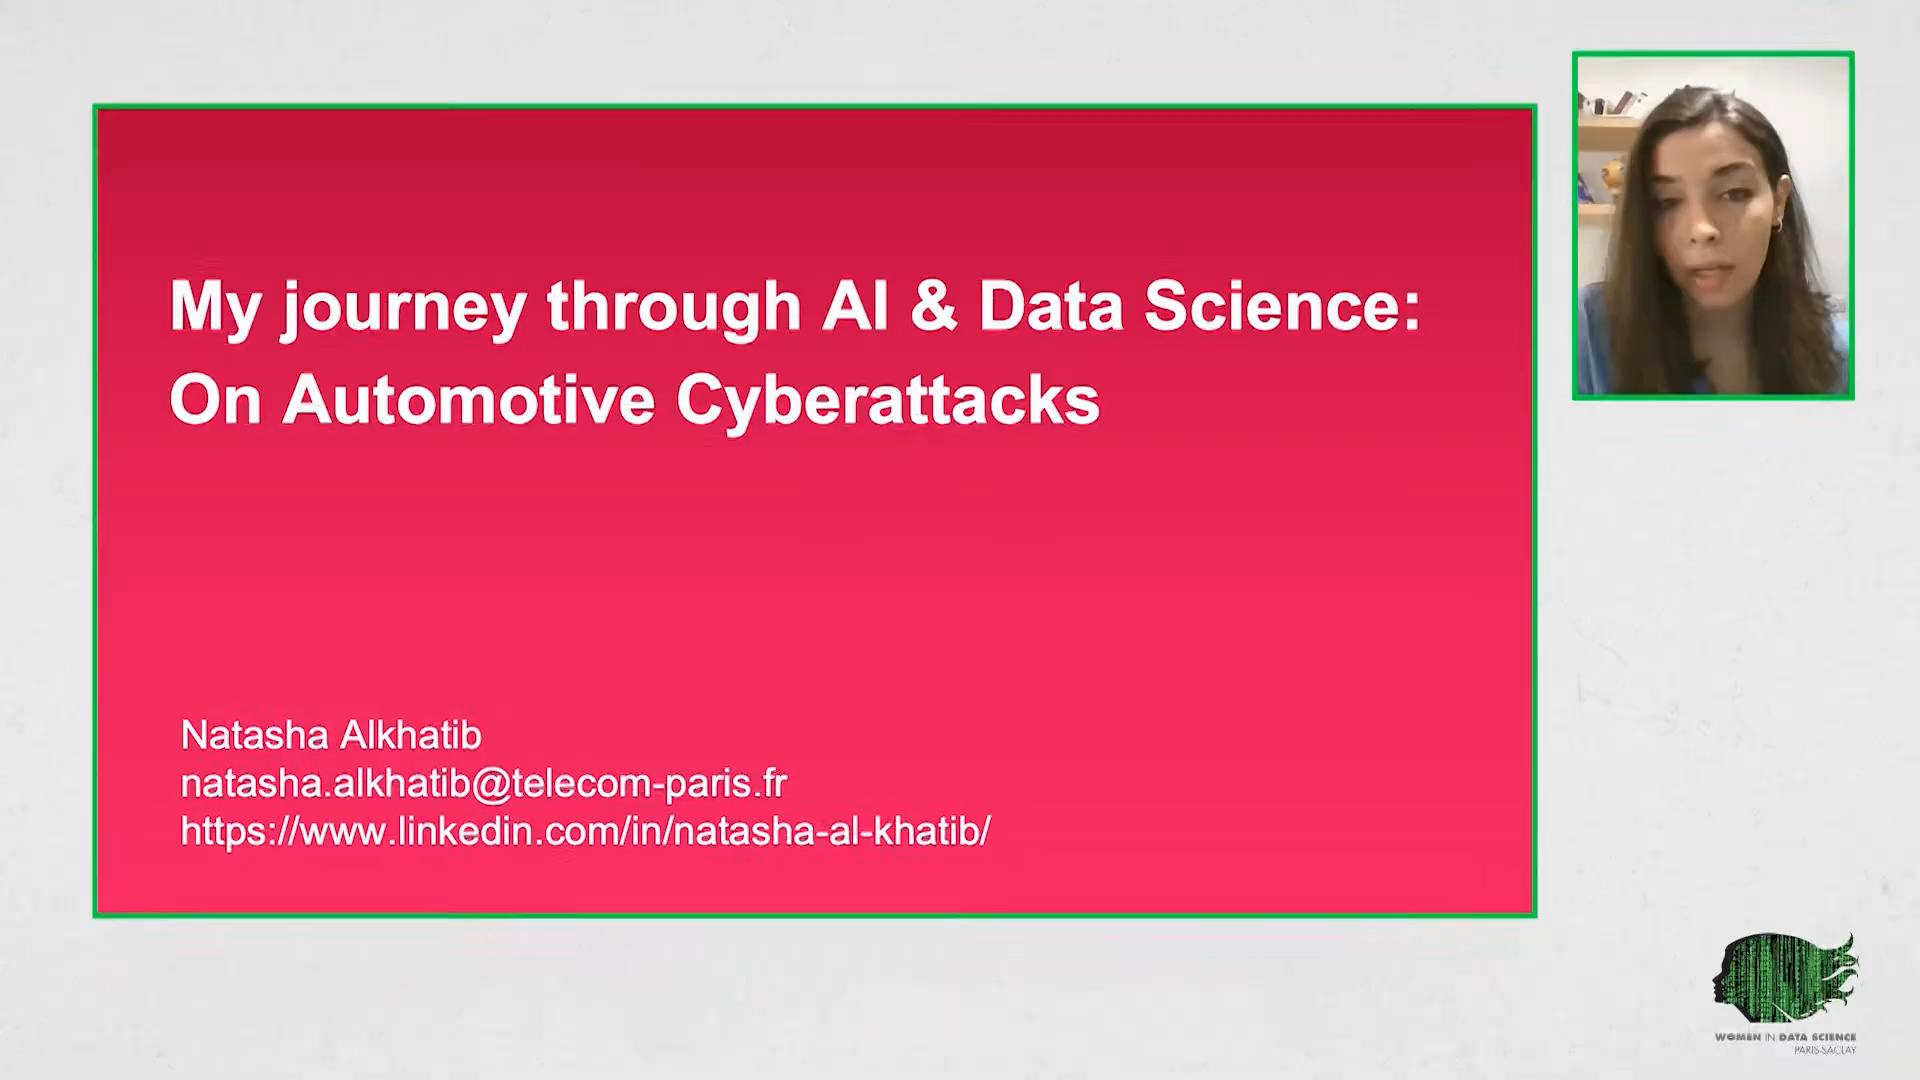 My journey through AI & Data Science:
On Automotive Cyberattacks
Natasha Alkhatib
natasha.alkhatib@telecom-paris.fr
https://www.linkedin.com/in/natasha-al-khatib/
WOMEN IN DATA SCIENCE
PARIS-SACLAY